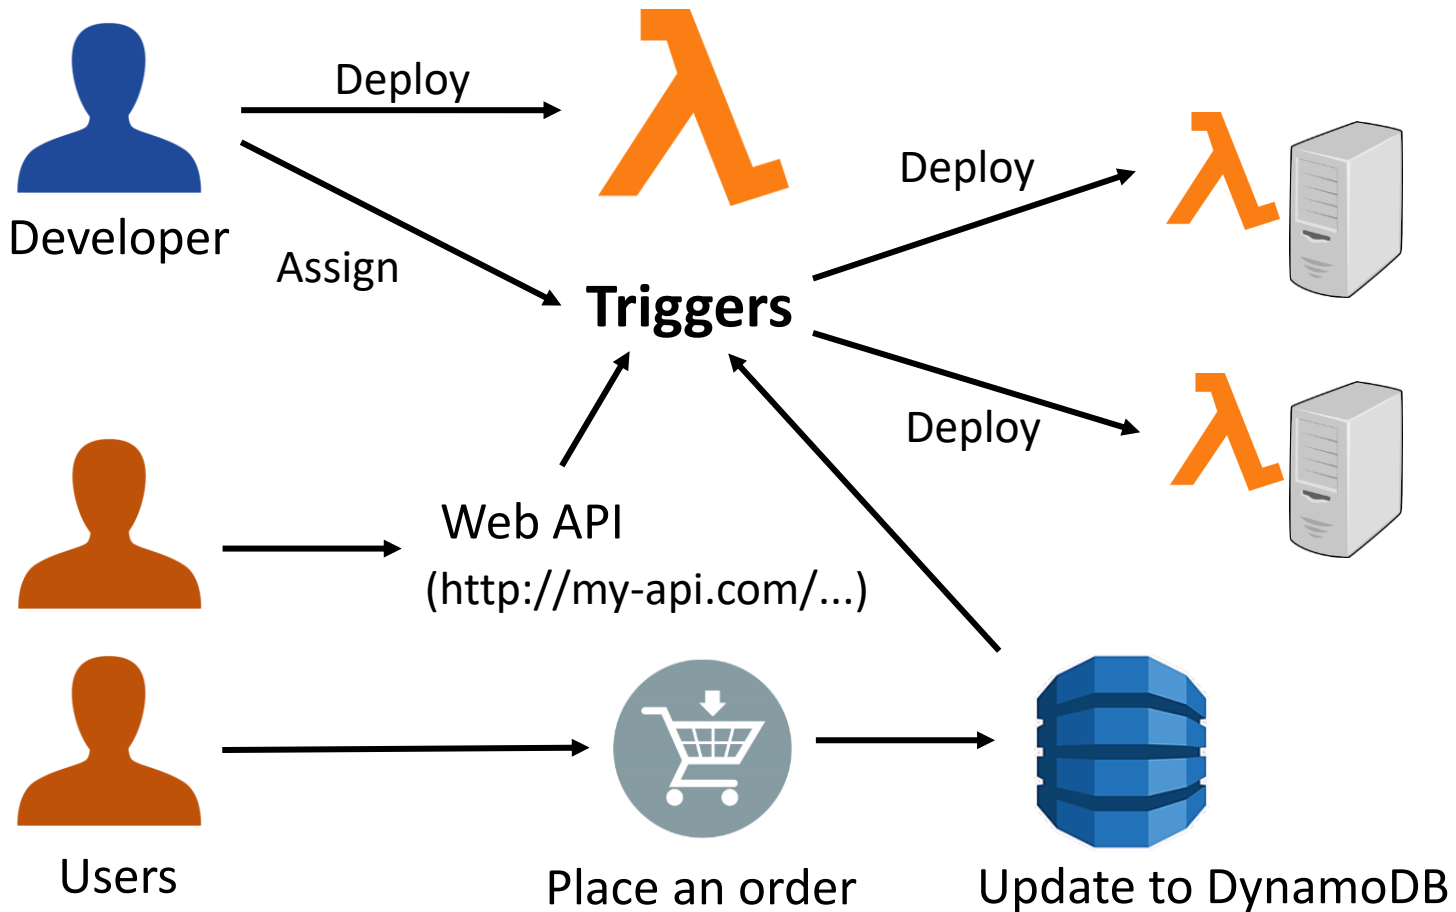 Deploy
Developer
Assign
Triggers
Deploy
Deploy
Web API
(http://my-api.com/...)
Users
Place an order
Update to DynamoDB